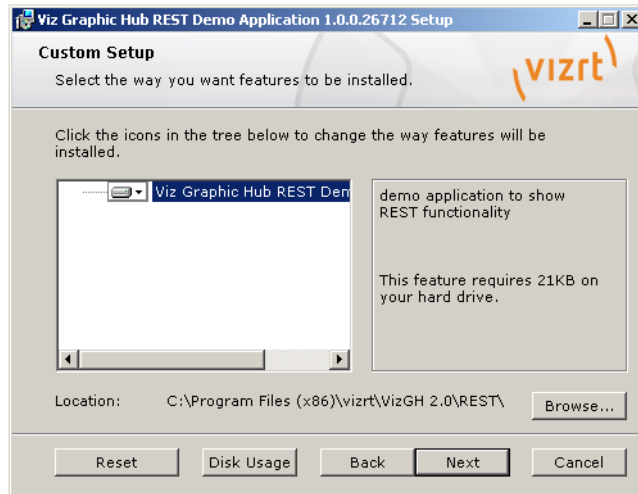 Viz Graphic Hub REST Demo Application 1.0.0.26712 Setup
Custom Setup
Select the way you want features to be installed.
vizrt
Click the icons in the tree below to change the way features will be
installed.
Viz Graphic Hub REST Dem
demo application to show
REST functionality
This feature requires 21KB on
your hard drive.
Location: C:\Program Files (x86)\vizrt\VizGH 2.0\REST\ Browse...
Reset Disk Usage Back Next Cancel